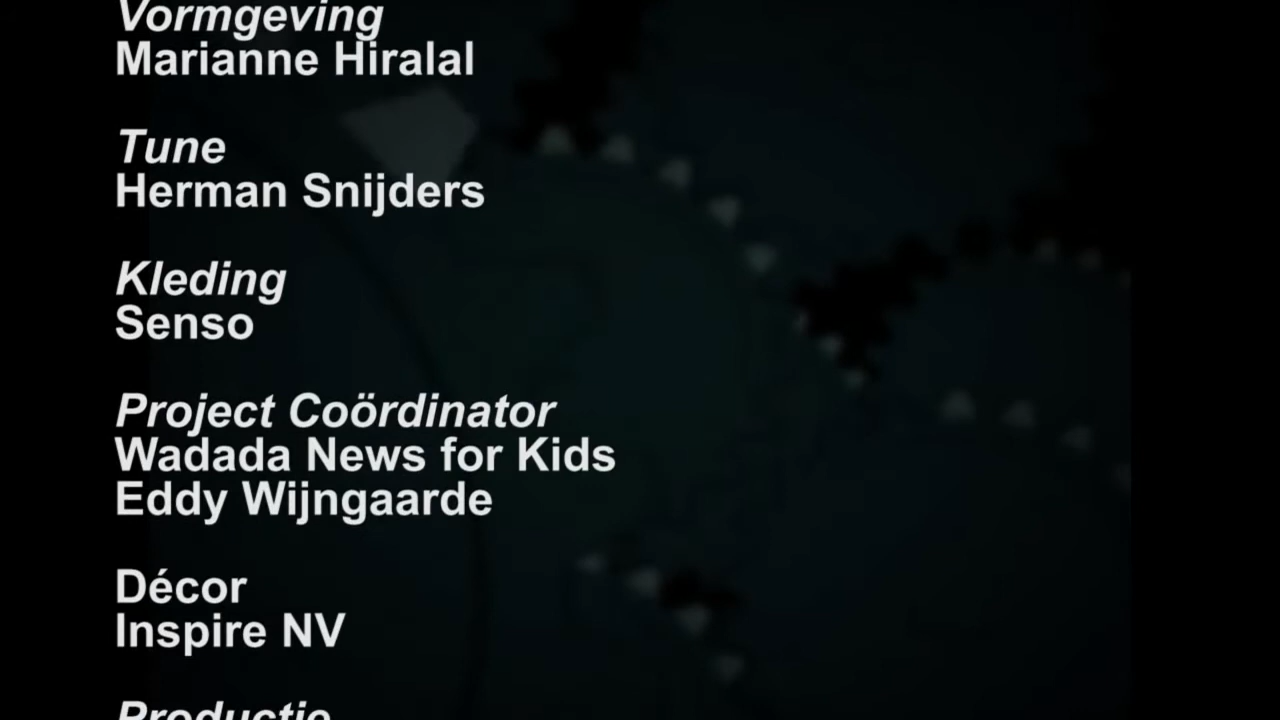 Vormgeving
Marianne Hiralal
Tune
Herman Snijders
Kleding
Senso
Project Coördinator
Wadada News for Kids
Eddy Wijngaarde
Décor
Inspire NV
Productie